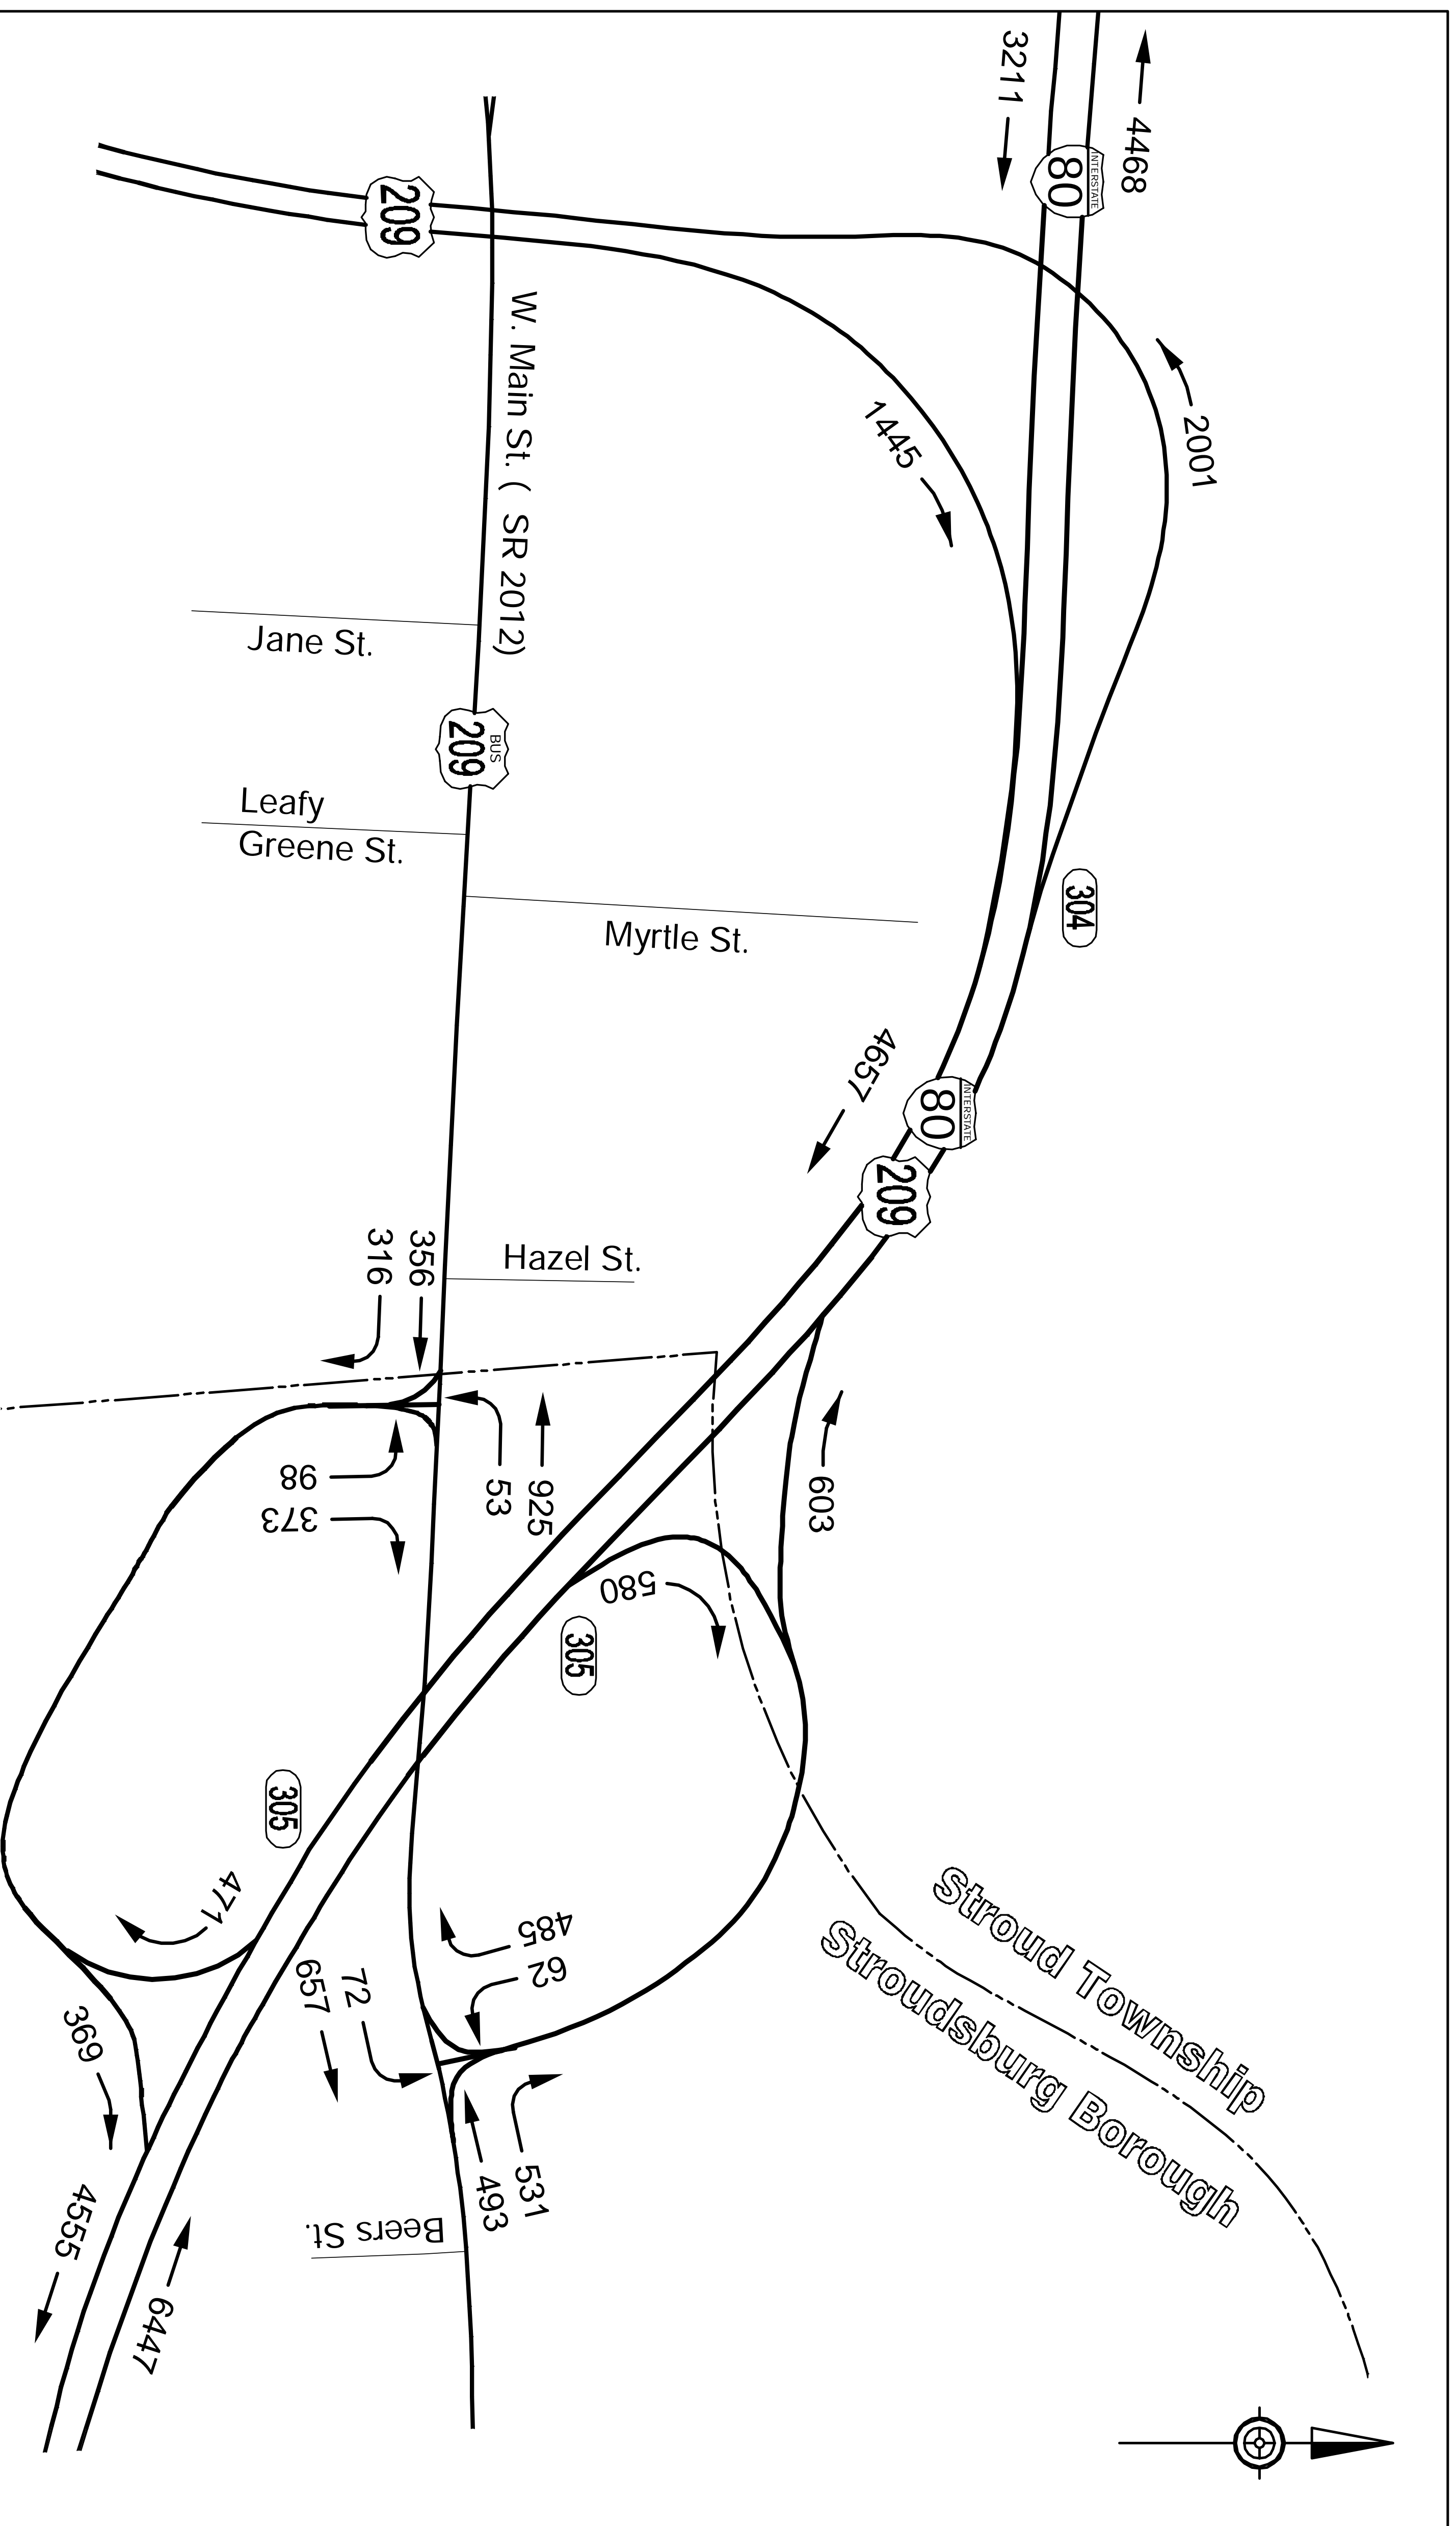 3211
4468
INTERSTATE
80
209
2001
1445
W. Main St. ( SR 2012)
Jane St.
BUS
209
Leafy
Greene St.
Myrtle St.
304
4657
INTERSTATE
80
209
Hazel St.
316
356
53
925
98
373
603
580
305
305
471
485
62
72
657
369
531
493
Beers St.
4555
6447
Stroud Township
Stroudsburg Borough